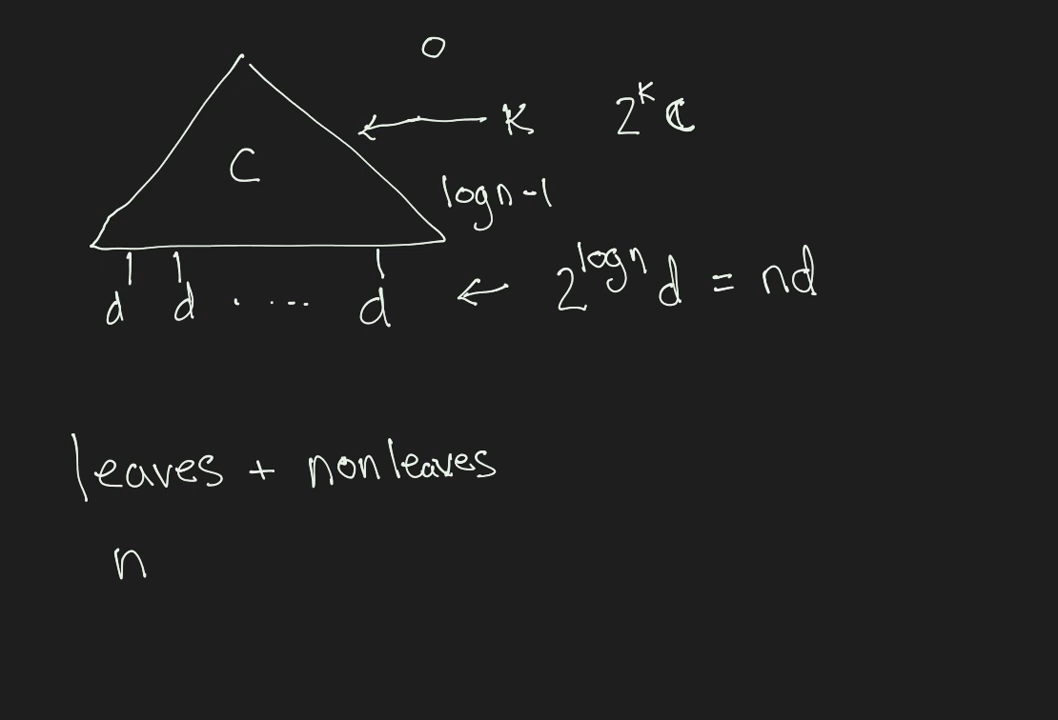 0
K 2^K C
C
log n - 1
d d . .... d ← 2^log n d = nd
leaves + nonleaves
n